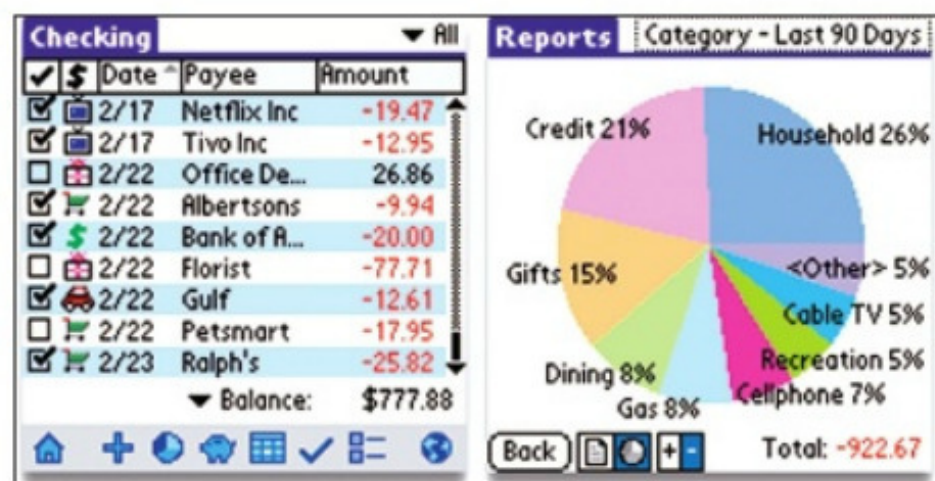 Checking All
✓ $ Date Payee Amount
2/17 Netflix Inc -19.47
2/17 Tivo Inc -12.95
2/22 Office De... 26.86
2/22 Albertsons -9.94
$ 2/22 Bank of A... -20.00
2/22 Florist -77.71
2/22 Gulf -12.61
2/22 Petsmart -17.95
2/23 Ralph's -25.82
Balance: $777.88
Reports Category - Last 90 Days
Credit 21%
Household 26%
Gifts 15%
<Other> 5%
Cable TV 5%
Dining 8%
Recreation 5%
Gas 8%
Cellphone 7%
Back + - Total: -922.67